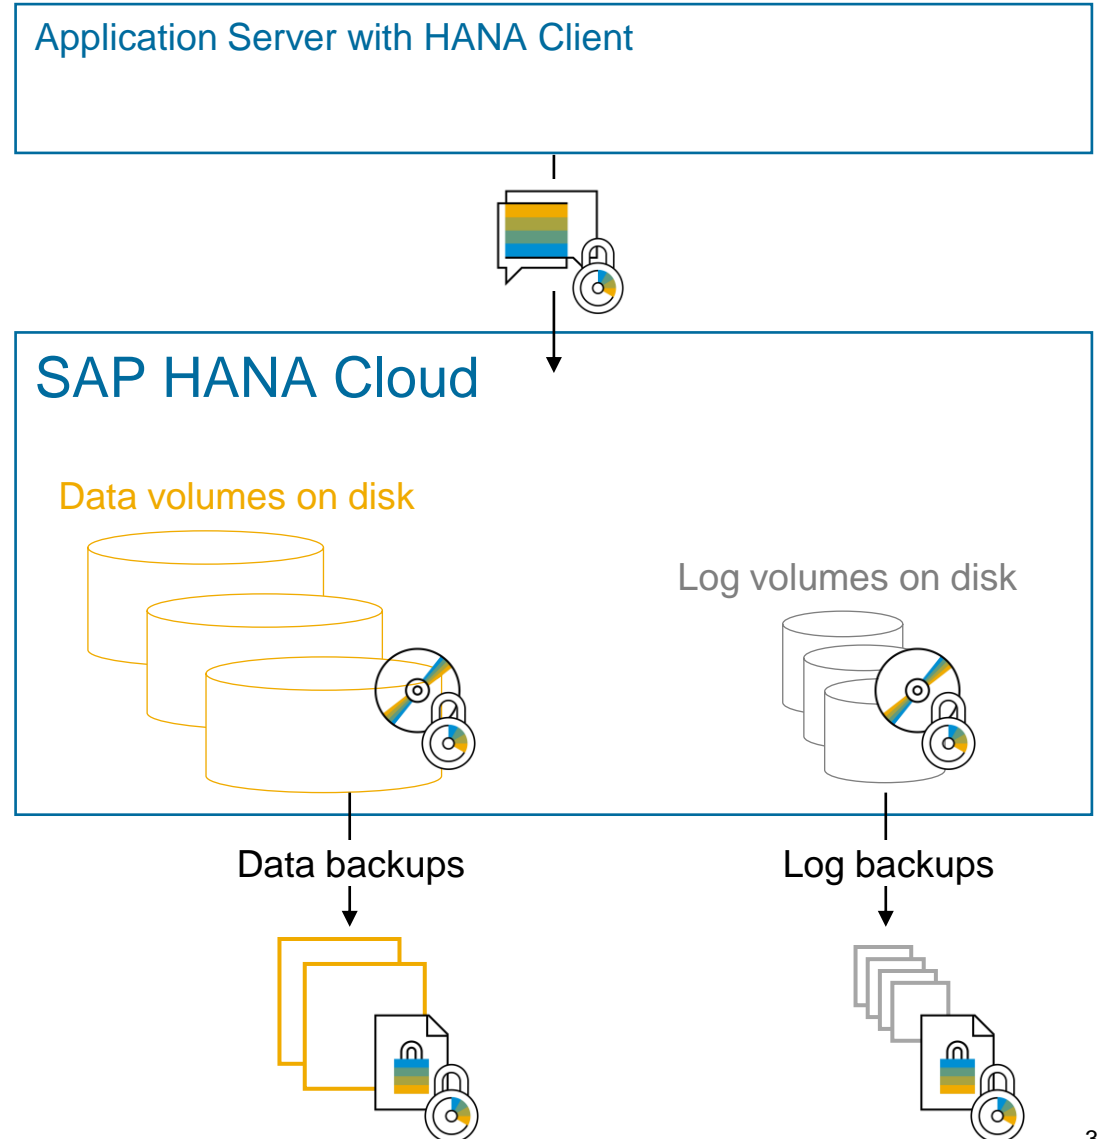 Application Server with HANA Client
SAP HANA Cloud
Data volumes on disk
Log volumes on disk
Data backups
Log backups
3